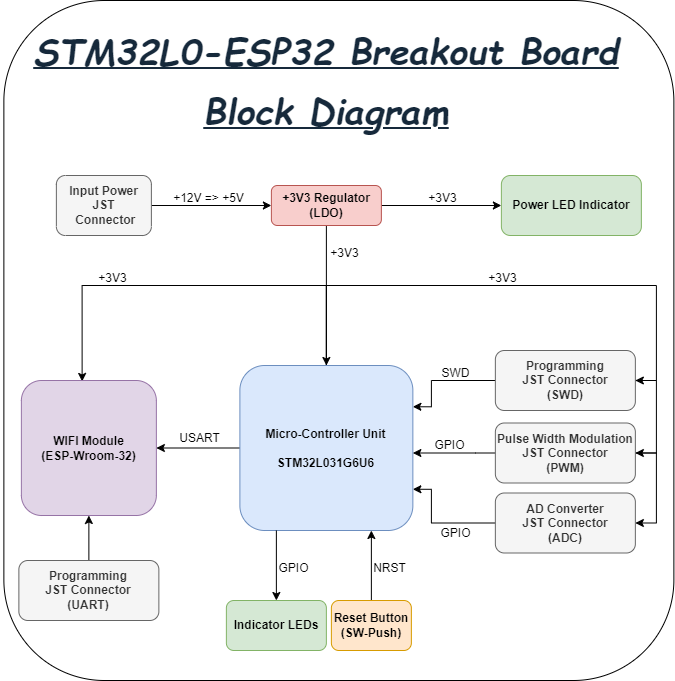 STM32L0-ESP32 Breakout Board
Block Diagram
Input Power
JST
Connector
+12V => +5V
+3V3 Regulator
(LDO)
+3V3
Power LED Indicator
+3V3
+3V3
+3V3
WIFI Module
(ESP-Wroom-32)
USART
Micro-Controller Unit
STM32L031G6U6
SWD
Programming
JST Connector
(SWD)
GPIO
Pulse Width Modulation
JST Connector
(PWM)
GPIO
AD Converter
JST Connector
(ADC)
Programming
JST Connector
(UART)
GPIO
NRST
Indicator LEDs
Reset Button
(SW-Push)